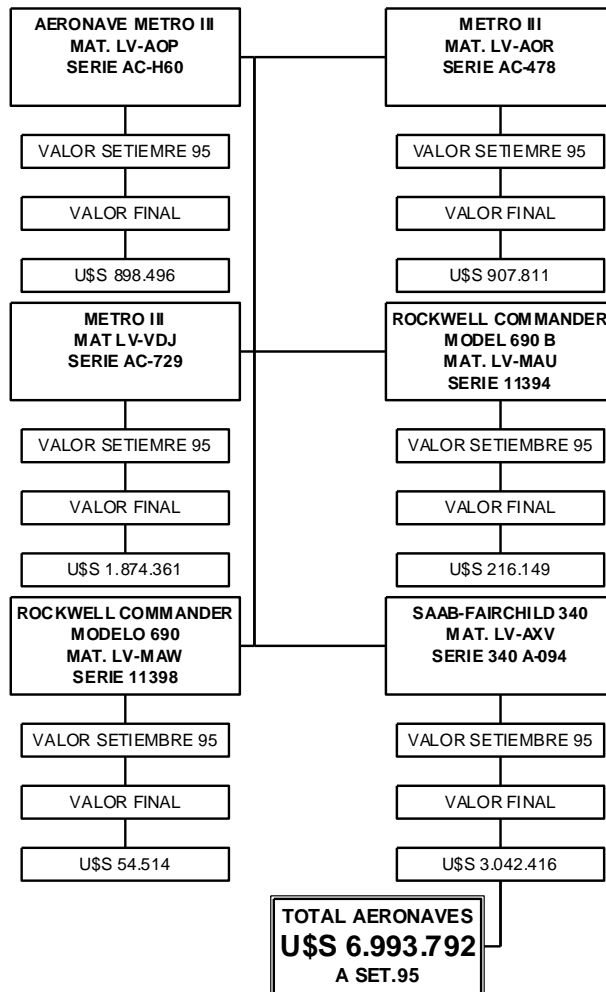 AERONAVE METRO III
MAT. LV-AOP
SERIE AC-H60
VALOR SETIEMRE 95
VALOR FINAL
U$S 898.496
METRO III
MAT. LV-AOR
SERIE AC-478
VALOR SETIEMRE 95
VALOR FINAL
U$S 907.811
METRO III
MAT LV-VDJ
SERIE AC-729
VALOR SETIEMRE 95
VALOR FINAL
U$S 1.874.361
ROCKWELL COMMANDER
MODEL 690 B
MAT. LV-MAU
SERIE 11394
VALOR SETIEMBRE 95
VALOR FINAL
U$S 216.149
ROCKWELL COMMANDER
MODELO 690
MAT. LV-MAW
SERIE 11398
VALOR SETIEMBRE 95
VALOR FINAL
U$S 54.514
SAAB-FAIRCHILD 340
MAT. LV-AXV
SERIE 340 A-094
VALOR SETIEMBRE 95
VALOR FINAL
U$S 3.042.416
TOTAL AERONAVES
U$S 6.993.792
A SET.95